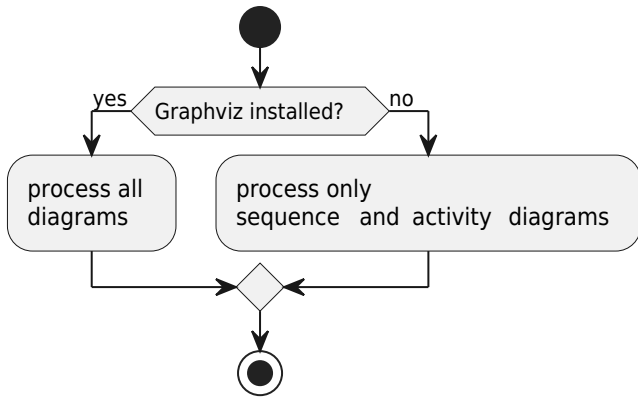 yes
Graphviz installed?
no
process all
diagrams
process only
sequence and activity diagrams